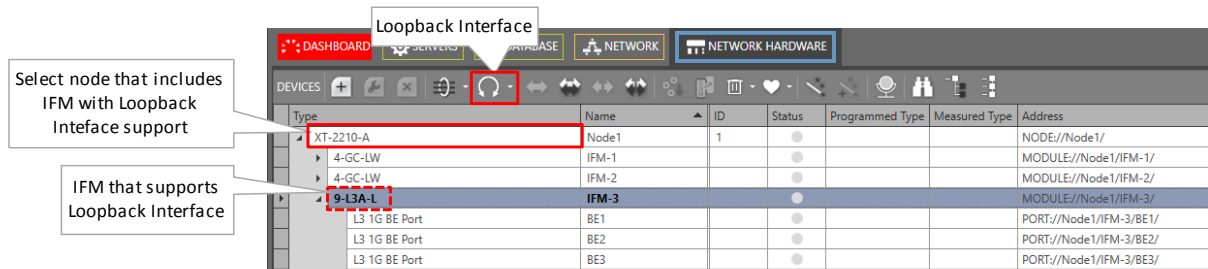 Loopback Interface
DASHBOARD SERVERS DATABASE NETWORK NETWORK HARDWARE
Select node that includes
IFM with Loopback
Inteface support
DEVICES
Type Name ID Status Programmed Type Measured Type Address
XT-2210-A Node1 1 NODE://Node1/
4-GC-LW IFM-1 MODULE://Node1/IFM-1/
4-GC-LW IFM-2 MODULE://Node1/IFM-2/
IFM that supports
Loopback Interface
9-L3A-L IFM-3 MODULE://Node1/IFM-3/
L3 1G BE Port BE1 PORT://Node1/IFM-3/BE1/
L3 1G BE Port BE2 PORT://Node1/IFM-3/BE2/
L3 1G BE Port BE3 PORT://Node1/IFM-3/BE3/